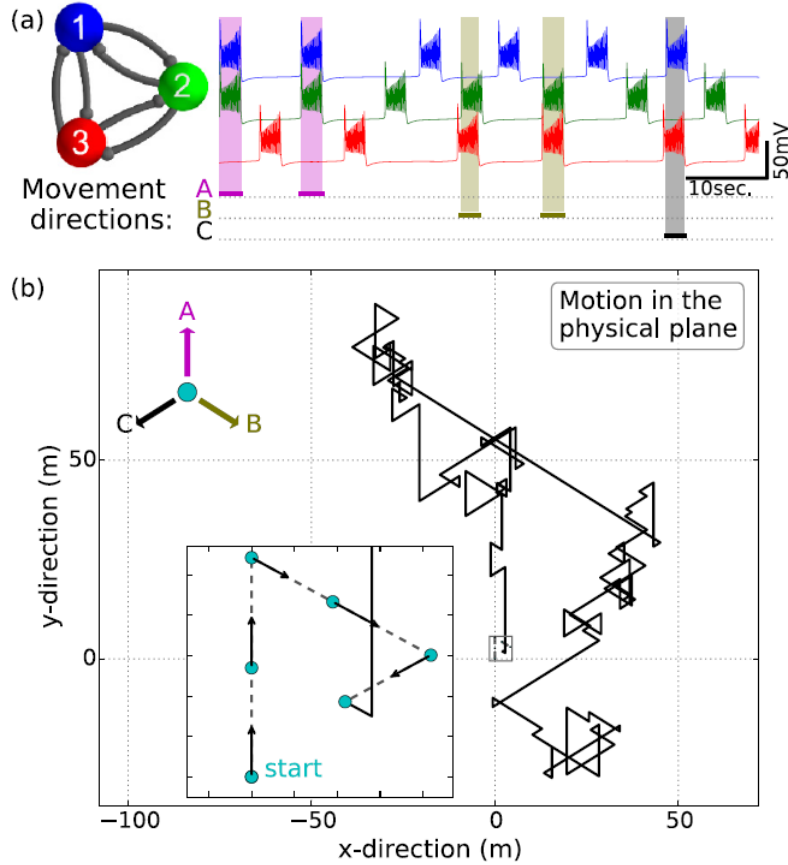 (a)
1
2
3
Movement
directions:
A
B
C
10sec.
50mV
(b)
A
C
B
Motion in the
physical plane
start
50
0
−100
−50
0
50
y-direction (m)
x-direction (m)